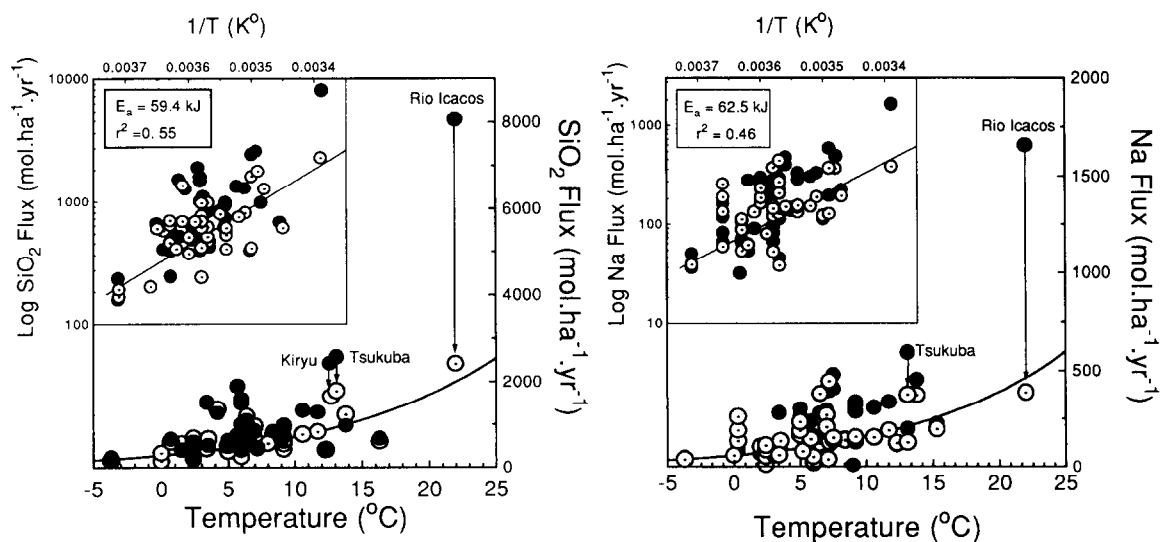 1/T (K°)
0.0037 0.0036 0.0035 0.0034
10000
1000
100
Log SiO2 Flux (mol.ha-1.yr-1)
Ea = 59.4 kJ
r2 = 0.55
Rio Icacos
Kiryu
Tsukuba
8000
6000
4000
2000
0
SiO2 Flux (mol.ha-1.yr-1)
-5 0 5 10 15 20 25
Temperature (°C)
1/T (K°)
0.0037 0.0036 0.0035 0.0034
1000
100
10
Log Na Flux (mol.ha-1.yr-1)
Ea = 62.5 kJ
r2 = 0.46
Rio Icacos
Tsukuba
2000
1500
1000
500
0
Na Flux (mol.ha-1.yr-1)
-5 0 5 10 15 20 25
Temperature (°C)